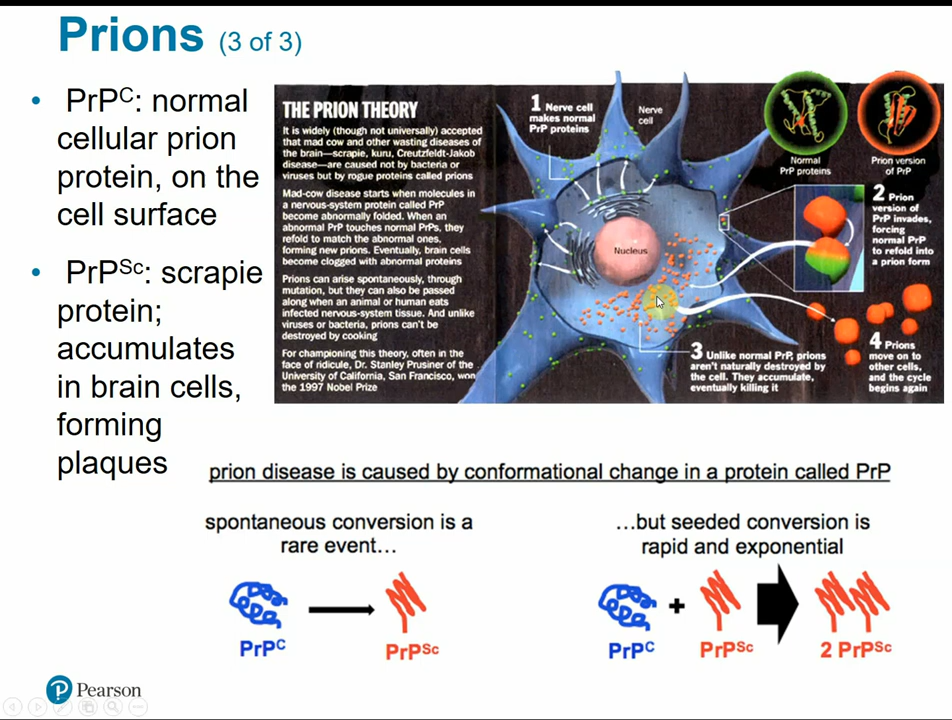 Prions (3 of 3)
• PrPC: normal
cellular prion
protein, on the
cell surface
• PrPSc: scrapie
protein;
accumulates
in brain cells,
forming
plaques
THE PRION THEORY
It is widely (though not universally) accepted
that mad cow and other wasting diseases of
the brain—scrapie, kuru, Creutzfeldt-Jakob
disease—are caused not by bacteria or
viruses but by rogue proteins called prions
Mad-cow disease starts when molecules in
a nervous-system protein called PrP
become abnormally folded. When an
abnormal PrP touches normal PrPs, they
refold to match the abnormal ones,
forming new prions. Eventually, brain cells
become clogged with abnormal proteins
Prions can arise spontaneously, through
mutation, but they can also be passed
along when an animal or human eats
infected nervous-system tissue. And unlike
viruses or bacteria, prions can't be
destroyed by cooking
For championing this theory, often in the
face of ridicule, Dr. Stanley Prusiner of the
University of California, San Francisco, won
the 1997 Nobel Prize
1 Nerve cell
makes normal
PrP proteins
Nerve
cell
Nucleus
Normal
PrP proteins
Prion version
of PrP
2 Prion
version of
PrP invades,
forcing
normal PrP
to refold into
a prion form
3 Unlike normal PrP, prions
aren't naturally destroyed by
the cell. They accumulate,
eventually killing it
4 Prions
move on to
other cells,
and the cycle
begins again
prion disease is caused by conformational change in a protein called PrP
spontaneous conversion is a
rare event…
PrPC
PrPSc
…but seeded conversion is
rapid and exponential
PrPC + PrPSc
2 PrPSc
P Pearson